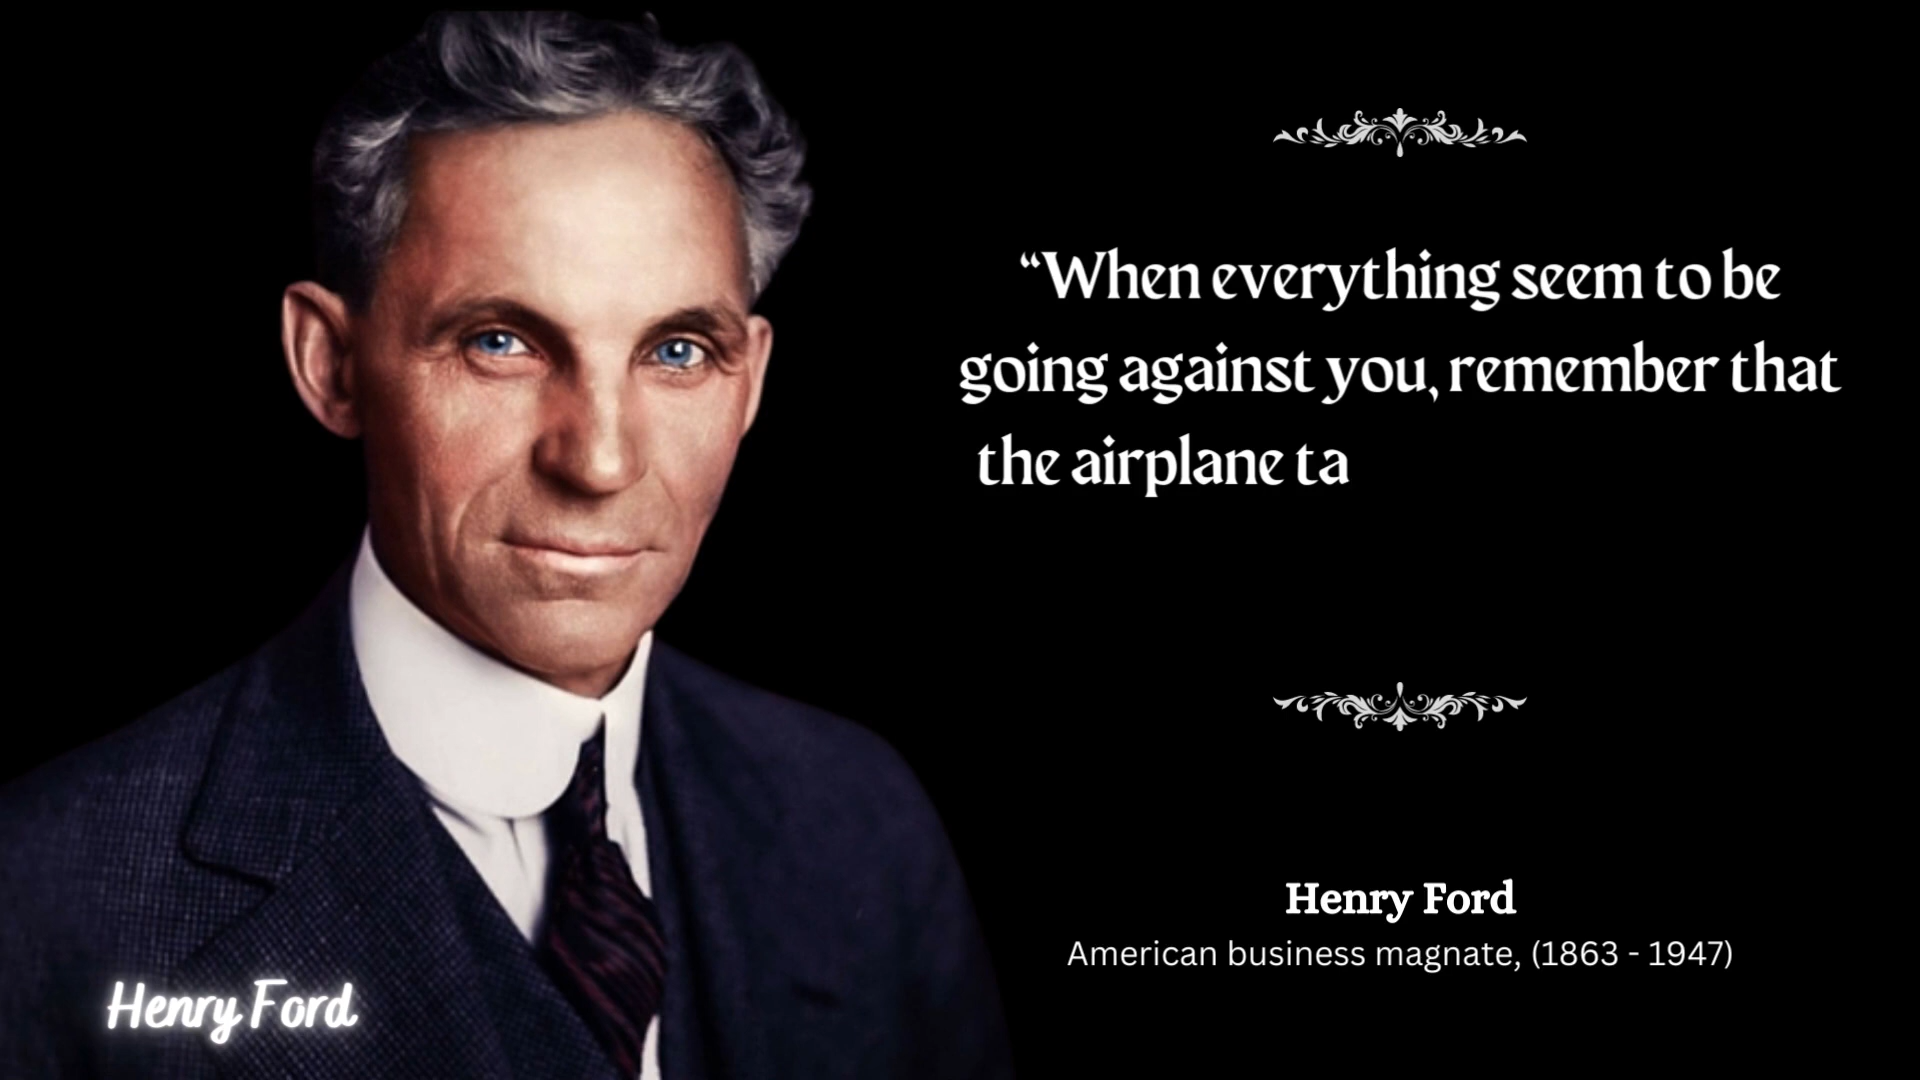 “When everything seem to be
going against you, remember that
the airplane ta
Henry Ford
American business magnate, (1863 - 1947)
Henry Ford